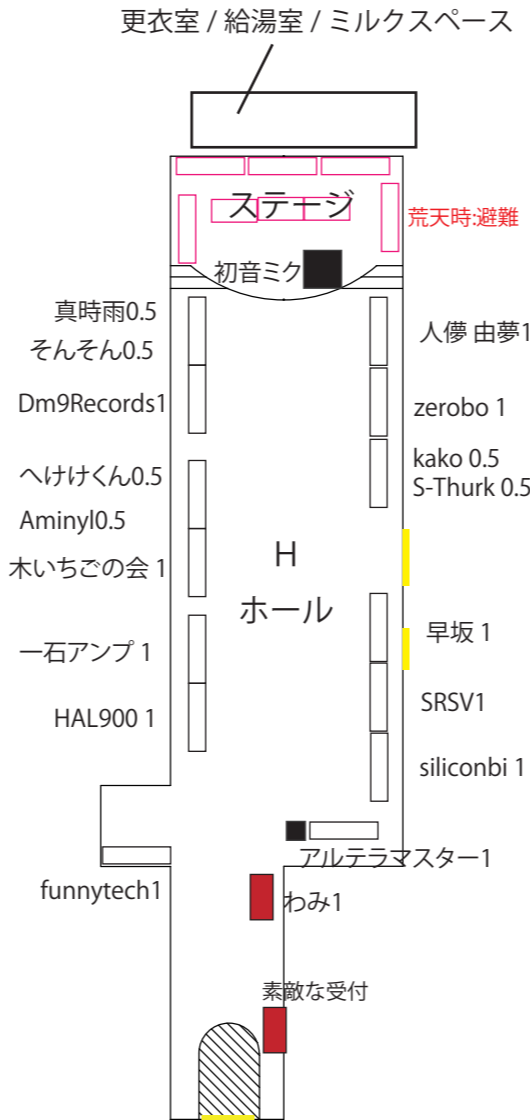 更衣室 / 給湯室 / ミルクスペース
ステージ
荒天時:避難
初音ミク
真時雨0.5
そんそん0.5
Dm9Records1
へけけくん0.5
Aminyl0.5
木いちごの会 1
一石アンプ 1
HAL900 1
H
ホール
人儚 由夢1
zerobo 1
kako 0.5
S-Thurk 0.5
早坂 1
SRSV1
siliconbi 1
アルテラマスター1
funnytech1
わみ1
素敵な受付